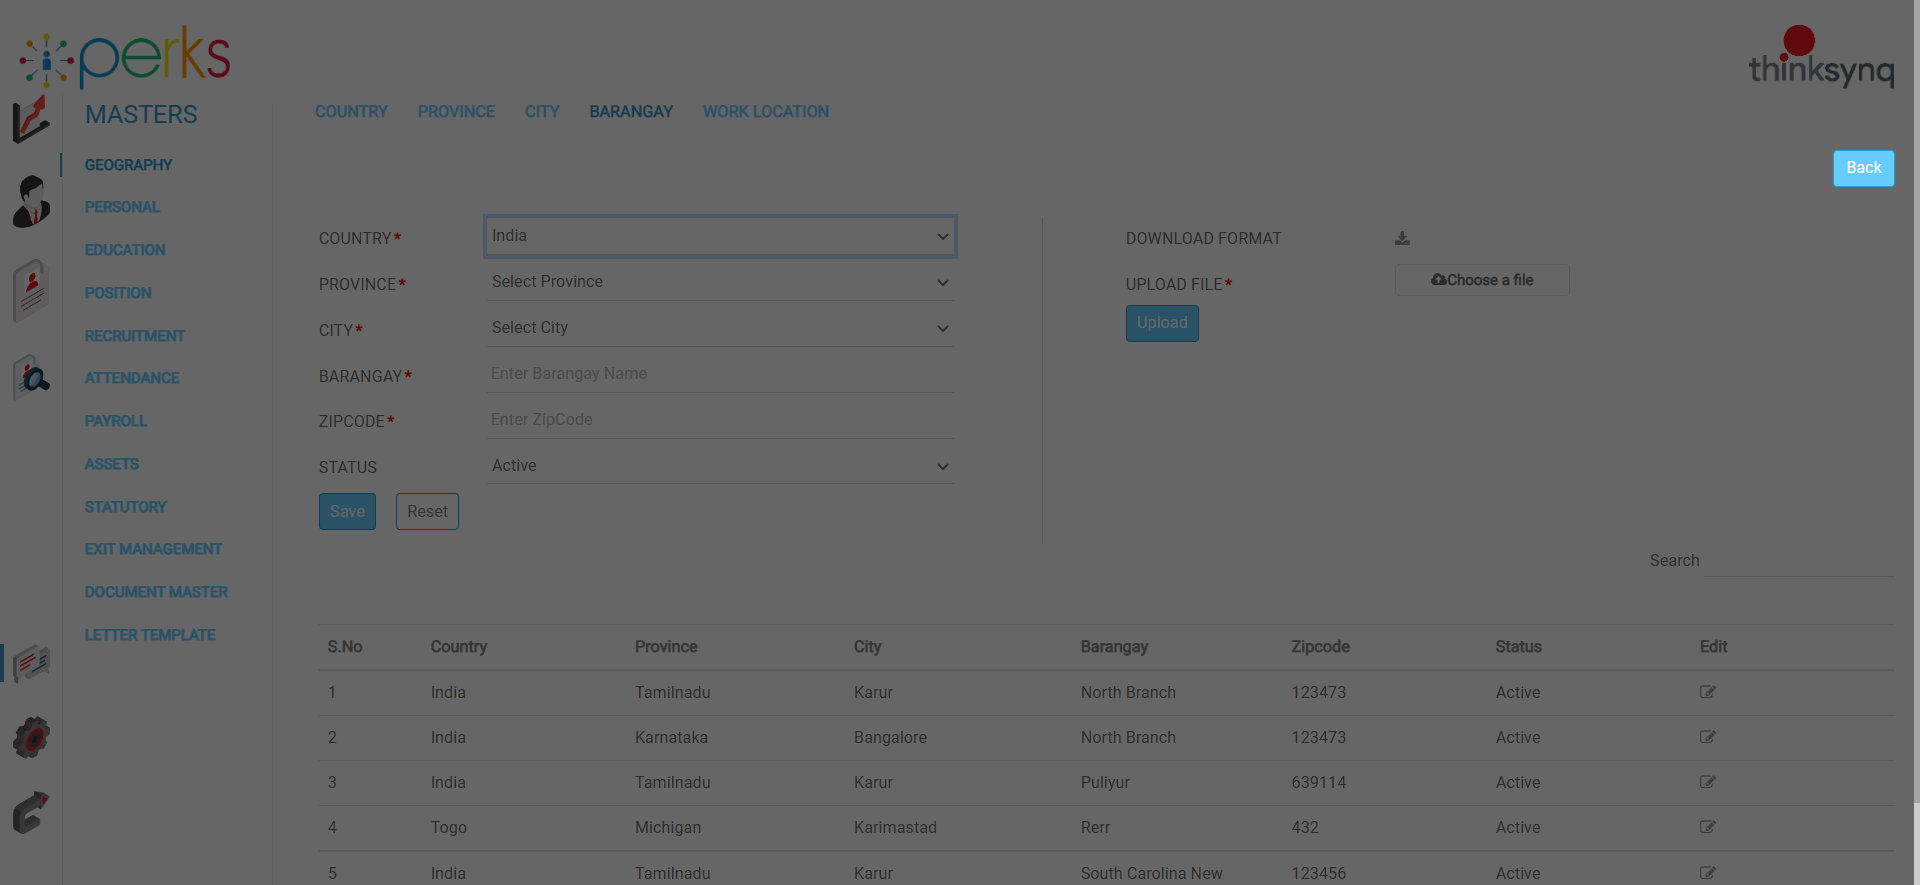 perks
thinksynq
MASTERS
COUNTRY PROVINCE CITY BARANGAY WORK LOCATION
GEOGRAPHY
Back
PERSONAL
EDUCATION
POSITION
RECRUITMENT
ATTENDANCE
PAYROLL
ASSETS
STATUTORY
EXIT MANAGEMENT
DOCUMENT MASTER
LETTER TEMPLATE
COUNTRY* India
PROVINCE* Select Province
CITY* Select City
BARANGAY* Enter Barangay Name
ZIPCODE* Enter ZipCode
STATUS Active
Save Reset
DOWNLOAD FORMAT
UPLOAD FILE* Choose a file
Upload
Search
S.No Country Province City Barangay Zipcode Status Edit
1 India Tamilnadu Karur North Branch 123473 Active
2 India Karnataka Bangalore North Branch 123473 Active
3 India Tamilnadu Karur Puliyur 639114 Active
4 Togo Michigan Karimastad Rerr 432 Active
5 India Tamilnadu Karur South Carolina New 123456 Active